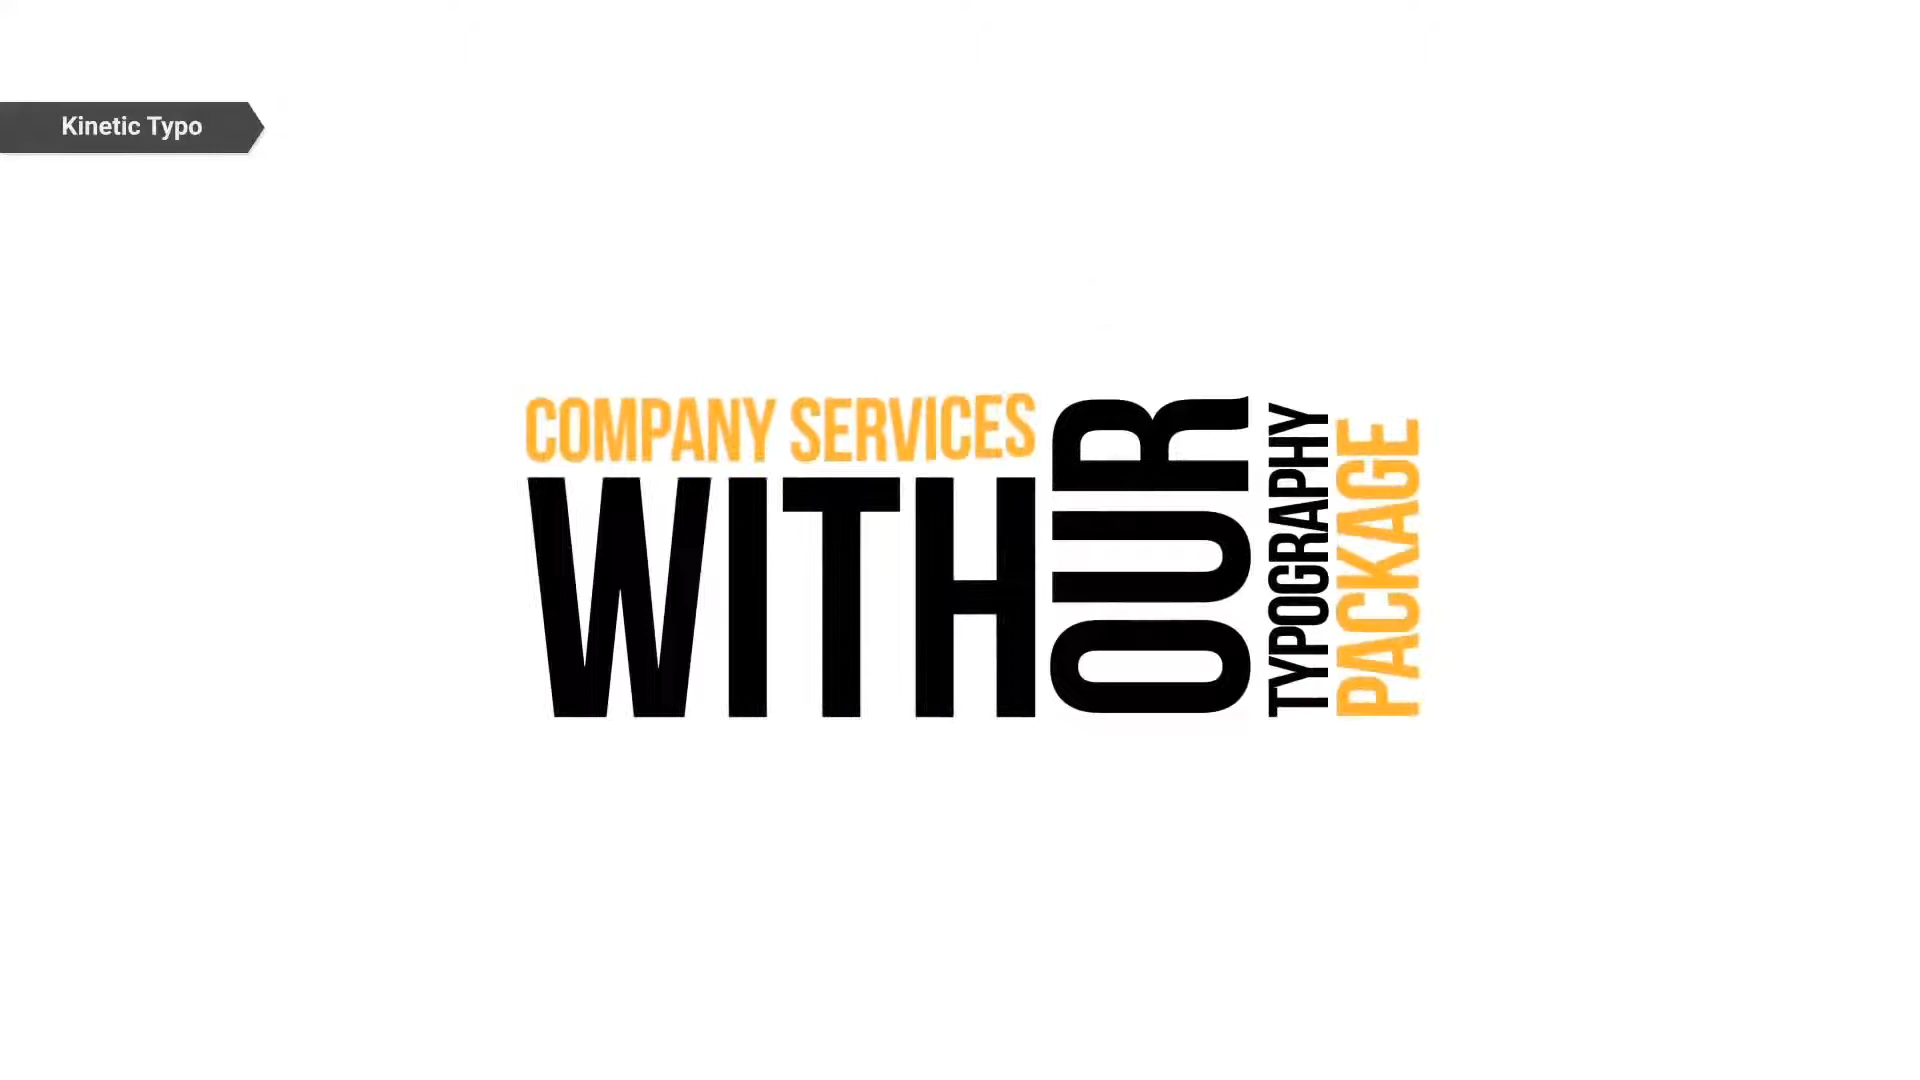 Kinetic Typo
COMPANY SERVICES
WITH
OUR
TYPOGRAPHY
PACKAGE